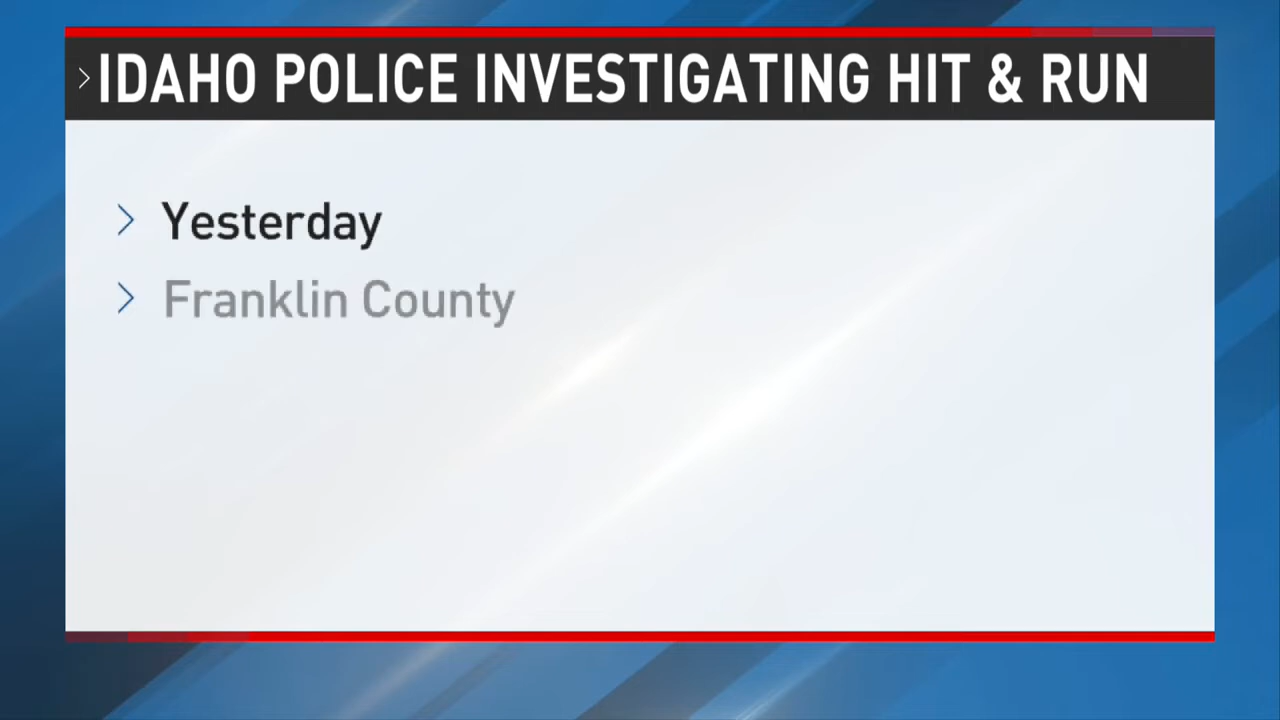 IDAHO POLICE INVESTIGATING HIT & RUN
Yesterday
Franklin County